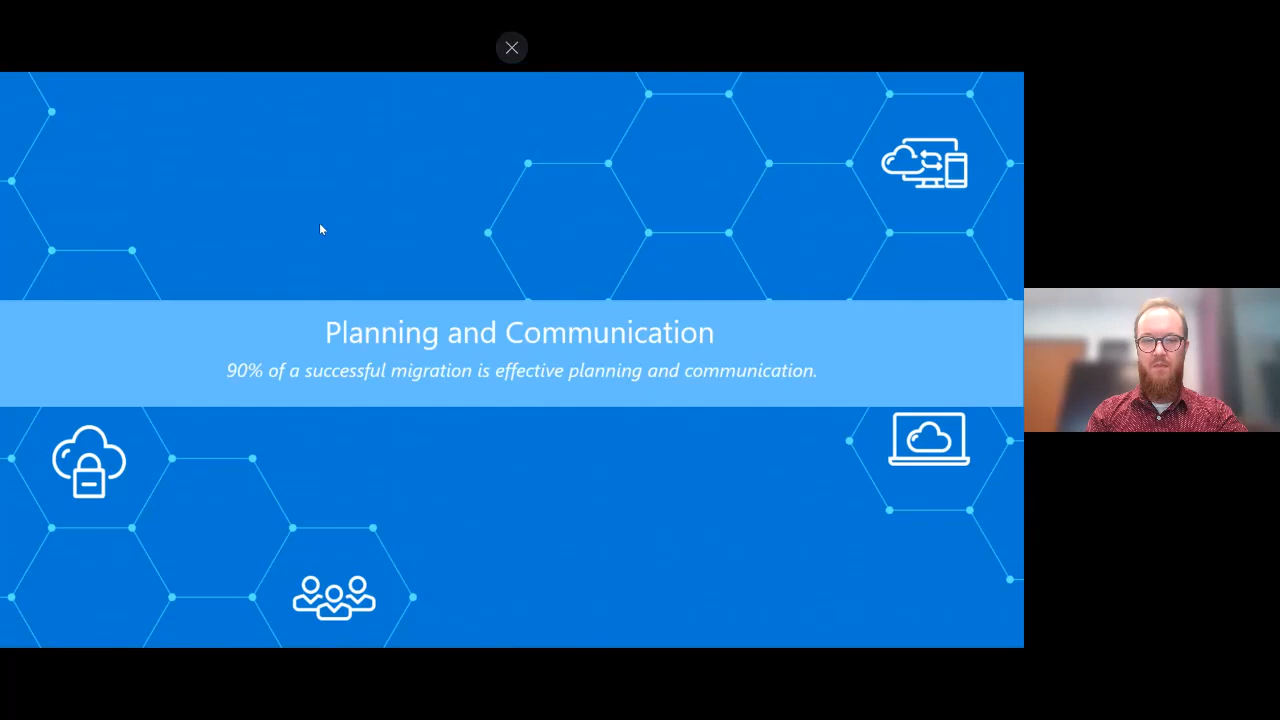 Planning and Communication
90% of a successful migration is effective planning and communication.